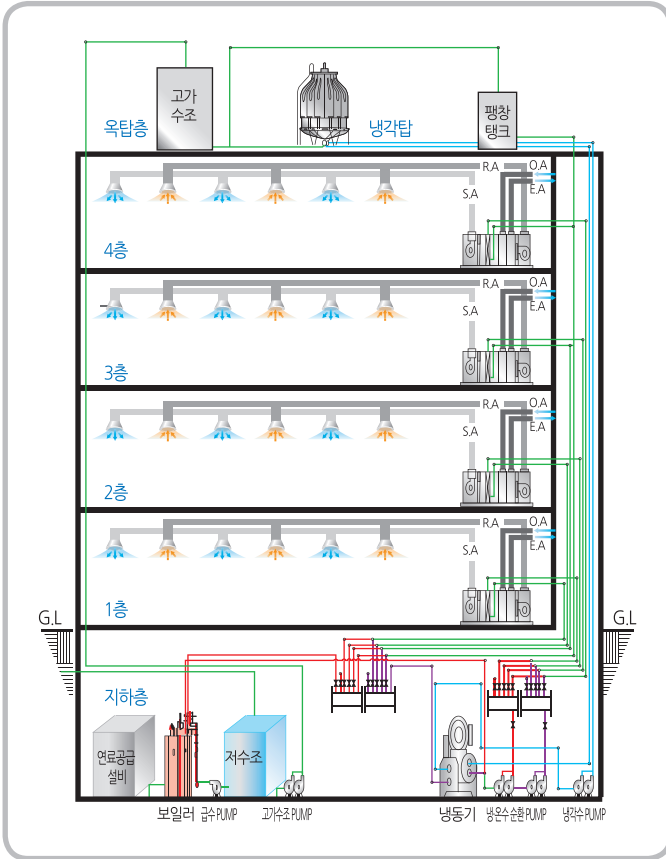 고가
수조
옥탑층
냉각탑
팽창
탱크
R.A
O.A
E.A
S.A
4층
R.A
O.A
E.A
S.A
3층
R.A
O.A
E.A
S.A
2층
R.A
O.A
E.A
S.A
1층
G.L
G.L
지하층
연료공급
설비
저수조
보일러
급수 PUMP
고가수조 PUMP
냉동기
냉·온수 순환 PUMP
냉각수 PUMP